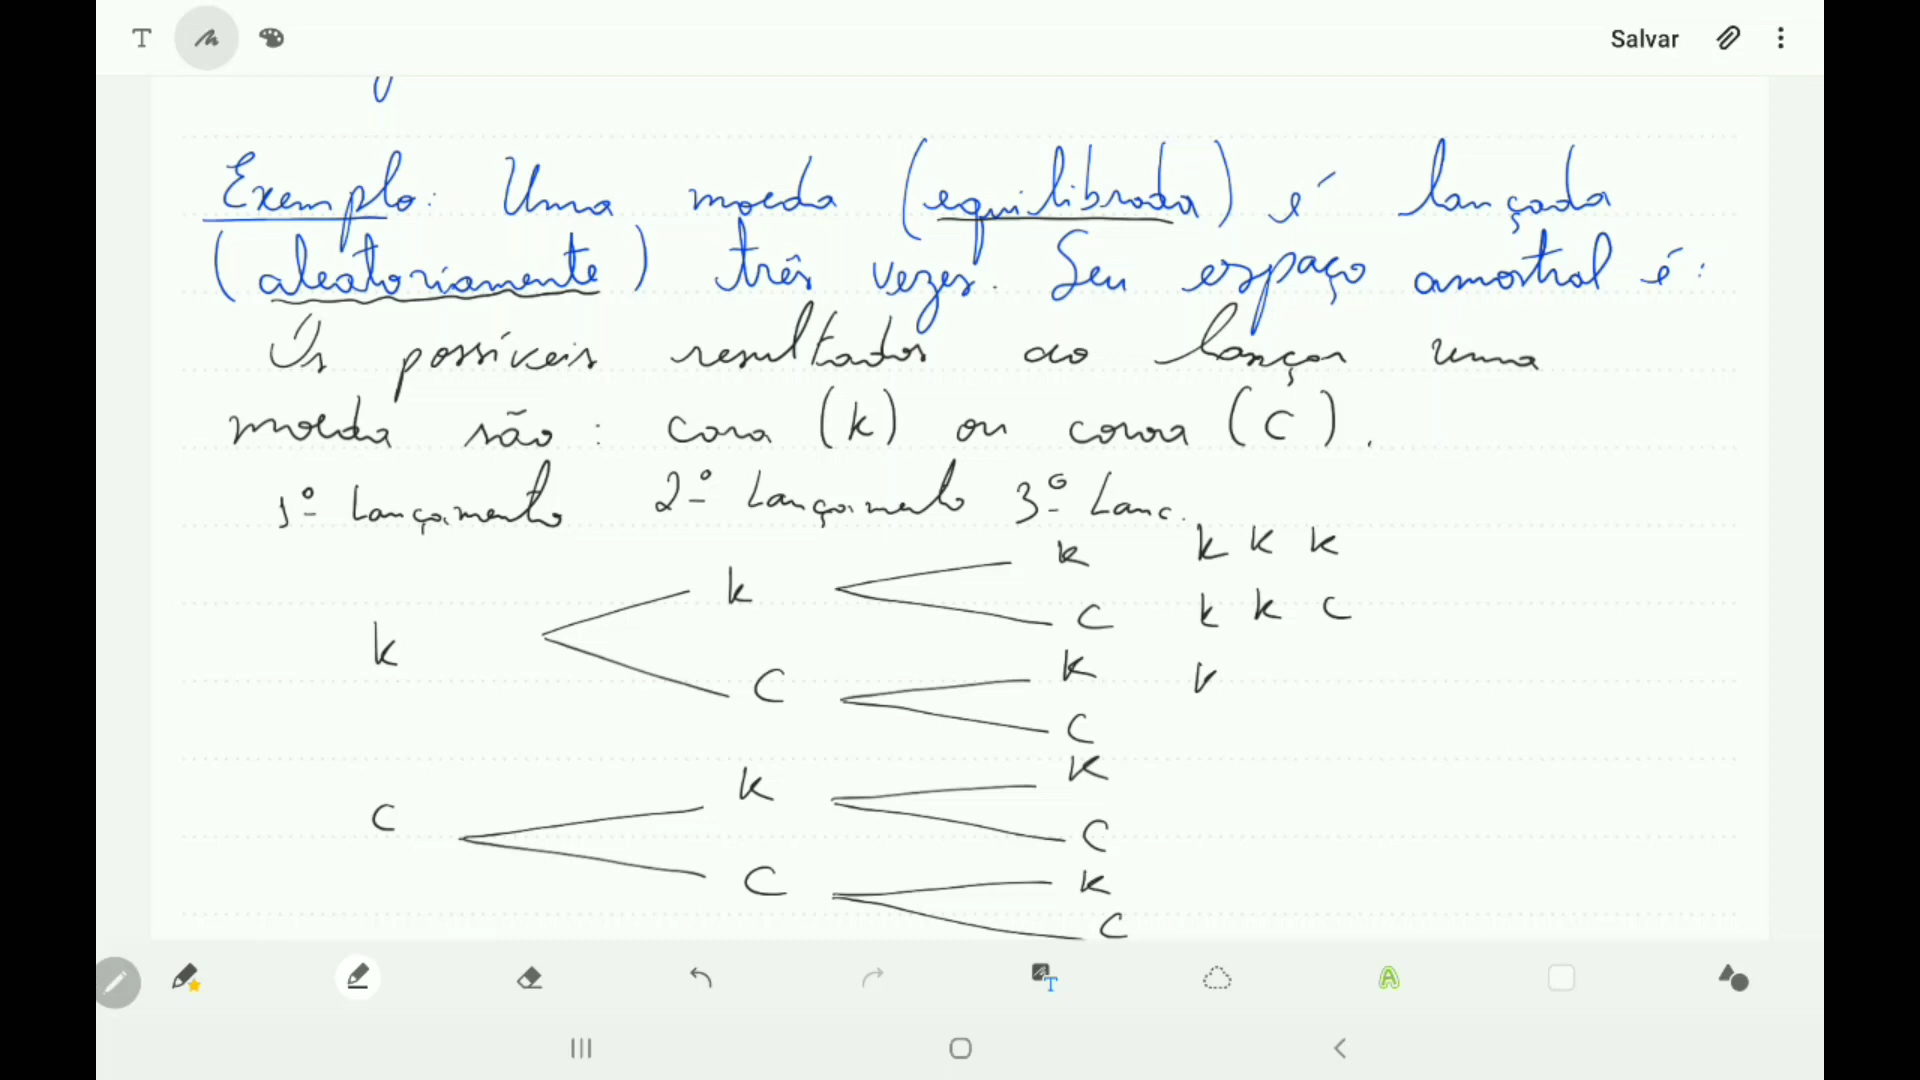 T Salvar
Exemplo: Uma moeda (equilibrada) é lançada
(aleatoriamente) três vezes. Seu espaço amostral é:
Os possíveis resultados ao lançar uma
moeda são: cara (k) ou coroa (C).
1º Lançamento 2º Lançamento 3º Lanc.
k k k k
k
C k k C
k
k
C k
C
k
k
C
C
C k
C
T A